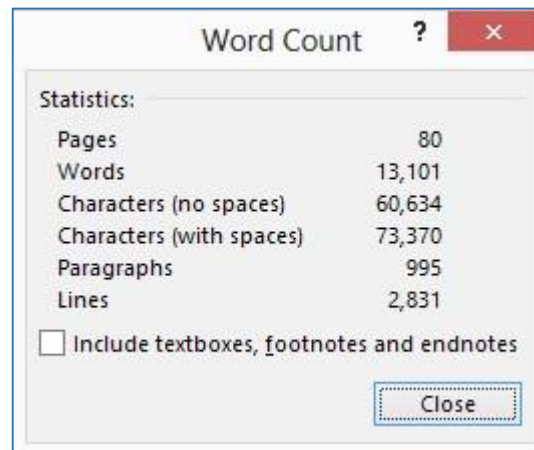 Word Count ? ×
Statistics:
Pages 80
Words 13,101
Characters (no spaces) 60,634
Characters (with spaces) 73,370
Paragraphs 995
Lines 2,831
Include textboxes, footnotes and endnotes
Close